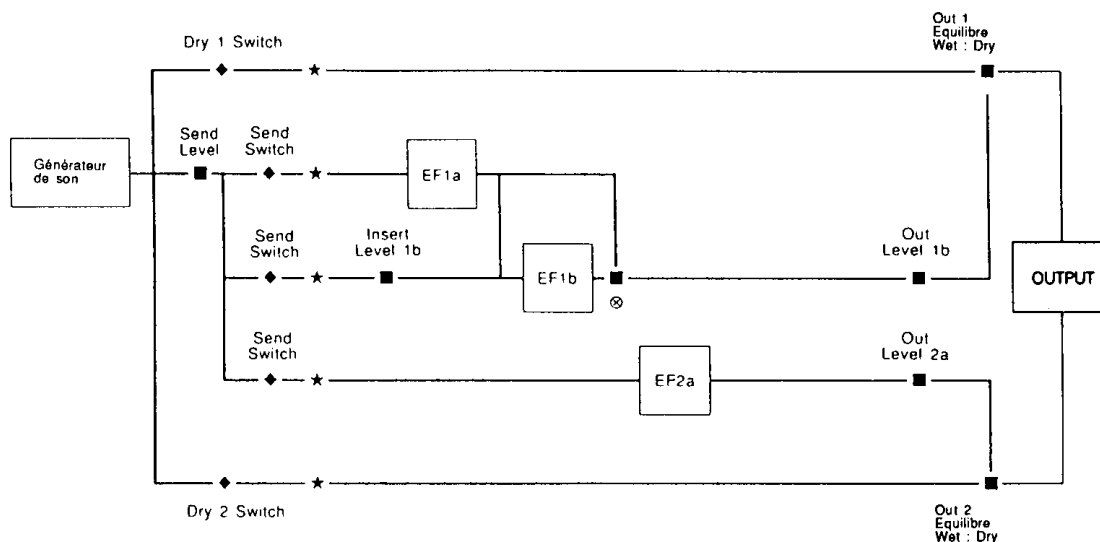 Out 1
Equilibre
Wet : Dry
Dry 1 Switch
Send
Level
Send
Switch
Générateur
de son
EF1a
Send
Switch
Insert
Level 1b
EF1b
Out
Level 1b
OUTPUT
Send
Switch
EF2a
Out
Level 2a
Dry 2 Switch
Out 2
Equilibre
Wet : Dry